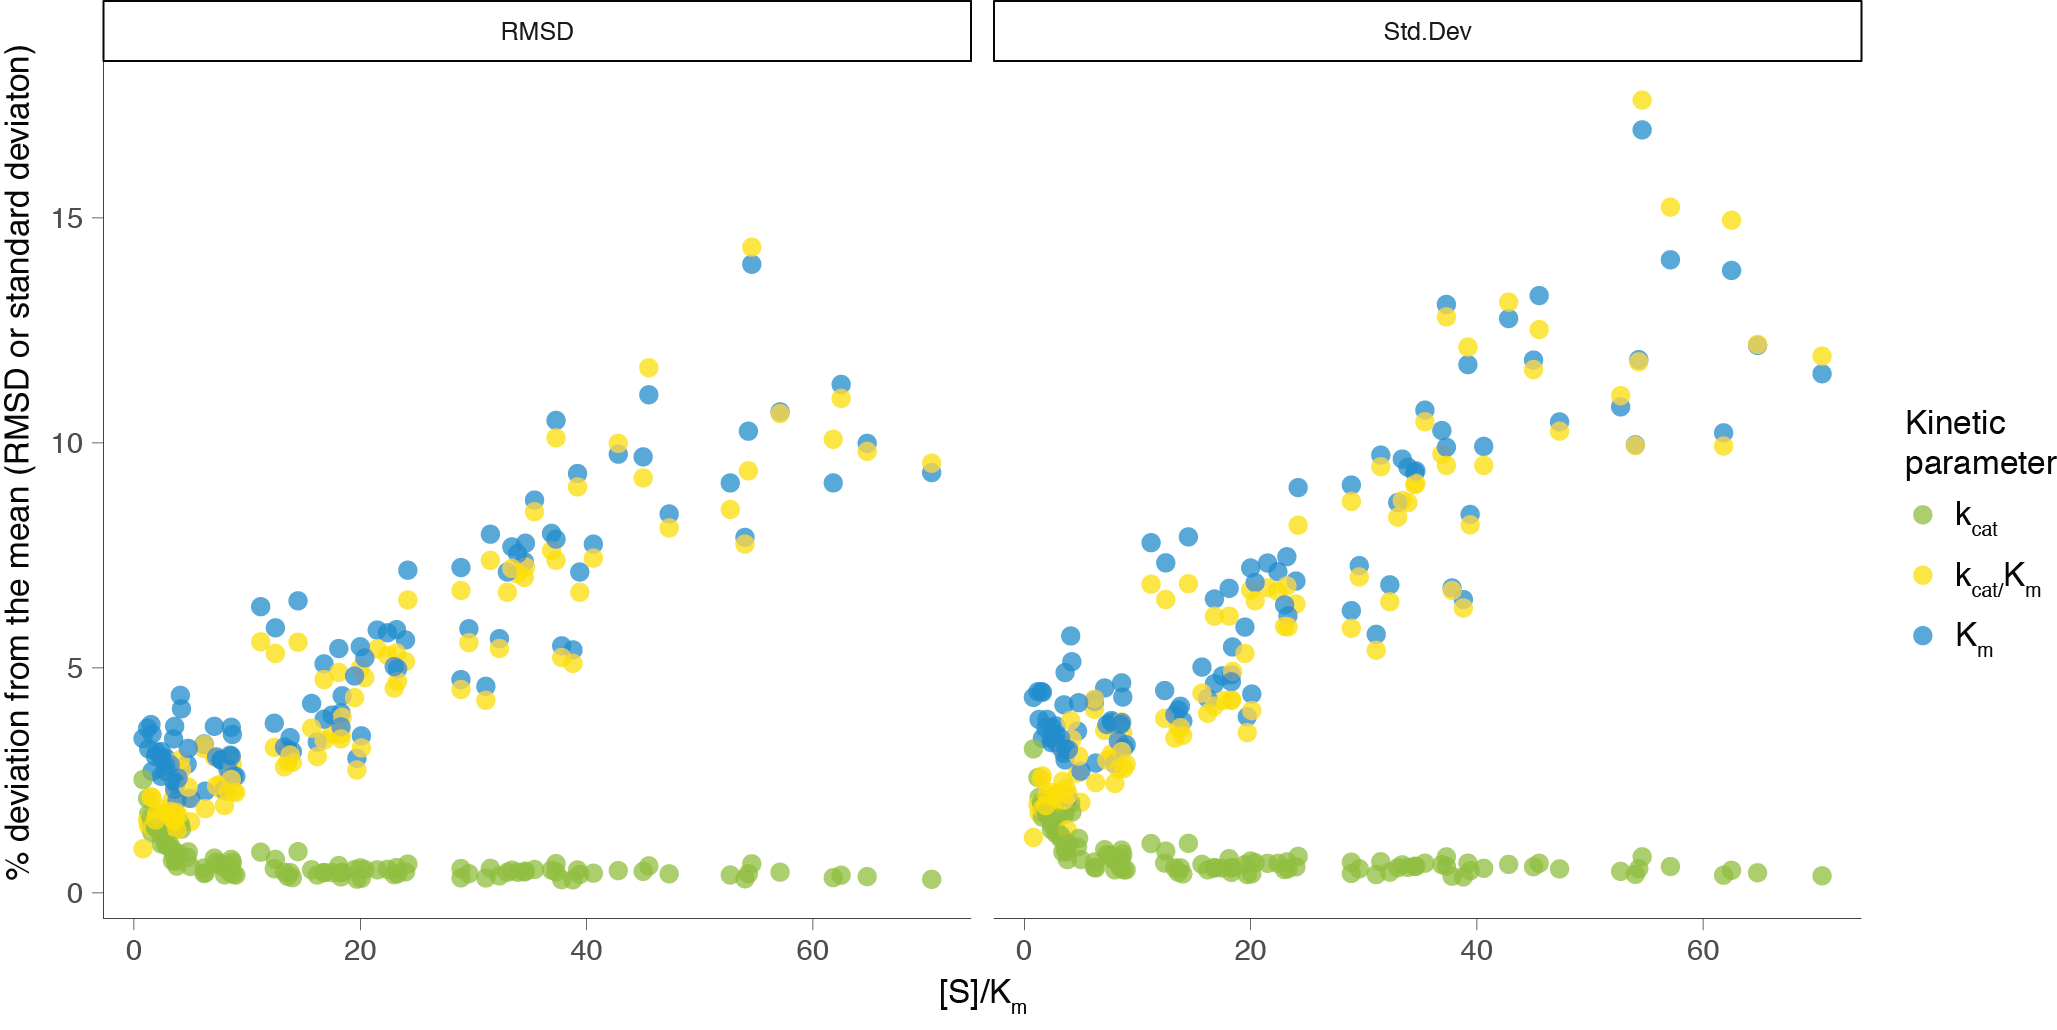 RMSD
Std.Dev
% deviation from the mean (RMSD or standard deviaton)
15
10
5
0
0 20 40 60
0 20 40 60
[S]/Km
Kinetic
parameter
kcat
kcat/Km
Km